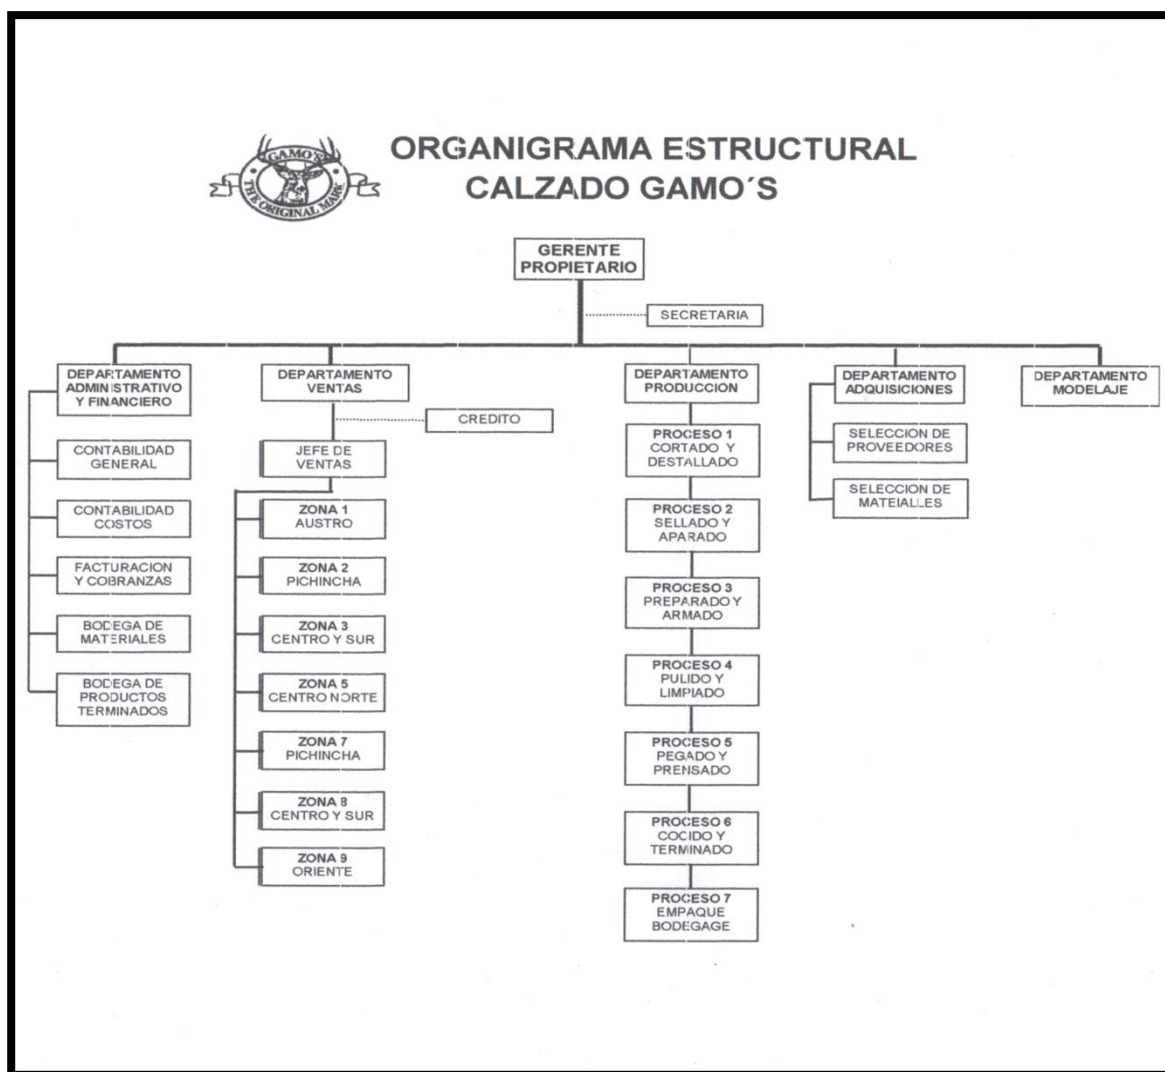 GAMO'S
THE ORIGINAL MARK
ORGANIGRAMA ESTRUCTURAL
CALZADO GAMO´S
GERENTE
PROPIETARIO
SECRETARIA
DEPARTAMENTO
ADMINISTRATIVO
Y FINANCIERO
CONTABILIDAD
GENERAL
CONTABILIDAD
COSTOS
FACTURACION
Y COBRANZAS
BODEGA DE
MATERIALES
BODEGA DE
PRODUCTOS
TERMINADOS
DEPARTAMENTO
VENTAS
CREDITO
JEFE DE
VENTAS
ZONA 1
AUSTRO
ZONA 2
PICHINCHA
ZONA 3
CENTRO Y SUR
ZONA 5
CENTRO NORTE
ZONA 7
PICHINCHA
ZONA 8
CENTRO Y SUR
ZONA 9
ORIENTE
DEPARTAMENTO
PRODUCCION
PROCESO 1
CORTADO Y
DESTALLADO
PROCESO 2
SELLADO Y
APARADO
PROCESO 3
PREPARADO Y
ARMADO
PROCESO 4
PULIDO Y
LIMPIADO
PROCESO 5
PEGADO Y
PRENSADO
PROCESO 6
COCIDO Y
TERMINADO
PROCESO 7
EMPAQUE
BODEGAGE
DEPARTAMENTO
ADQUISICIONES
SELECCION DE
PROVEEDORES
SELECCION DE
MATEIALLES
DEPARTAMENTO
MODELAJE